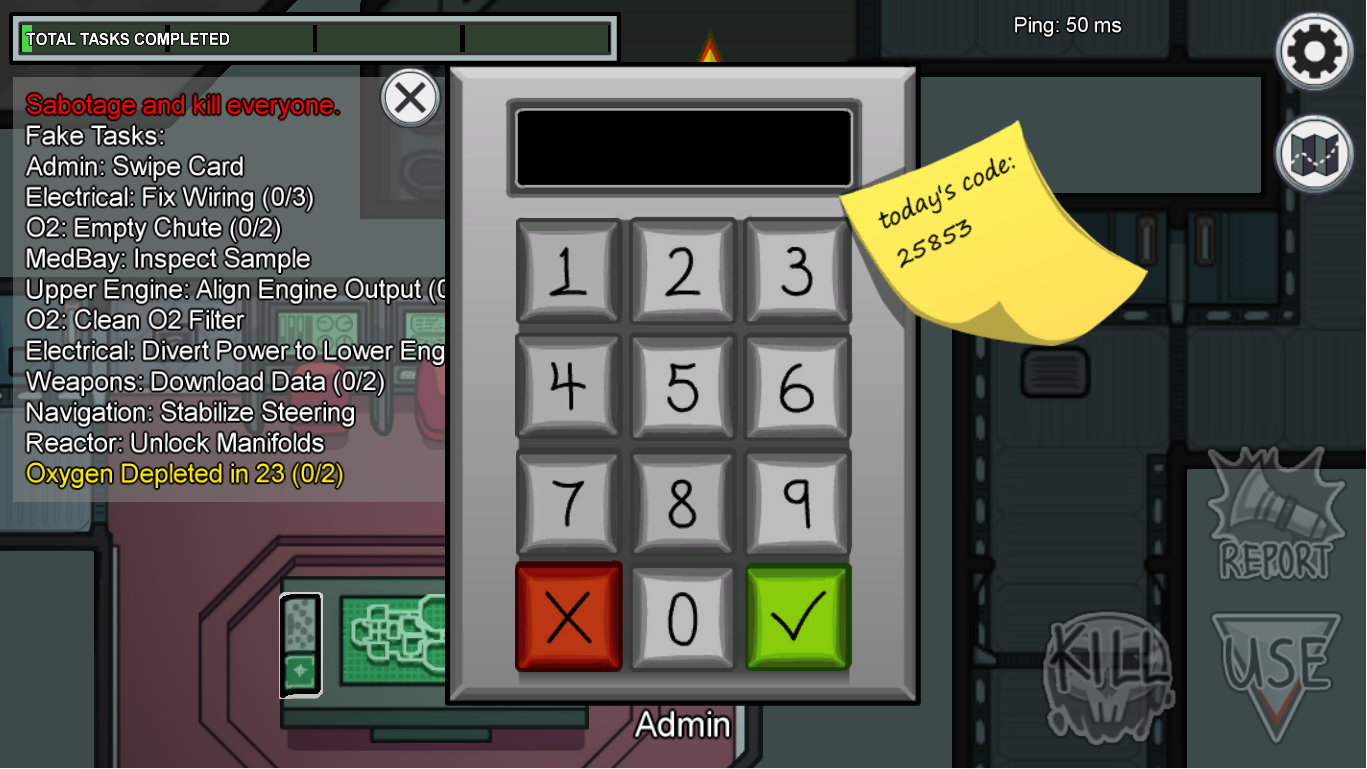 TOTAL TASKS COMPLETED
Ping: 50 ms
Sabotage and kill everyone.
Fake Tasks:
Admin: Swipe Card
Electrical: Fix Wiring (0/3)
O2: Empty Chute (0/2)
MedBay: Inspect Sample
Upper Engine: Align Engine Output (0
O2: Clean O2 Filter
Electrical: Divert Power to Lower Eng
Weapons: Download Data (0/2)
Navigation: Stabilize Steering
Reactor: Unlock Manifolds
Oxygen Depleted in 23 (0/2)
today's code:
25853
1 2 3
4 5 6
7 8 9
0
REPORT
KILL
USE
Admin